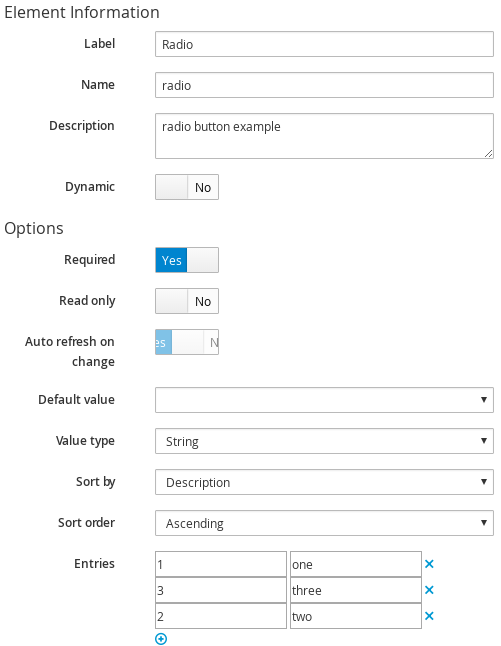 Element Information
Label Radio
Name radio
Description radio button example
Dynamic No
Options
Required Yes
Read only No
Auto refresh on
change
es N
Default value
Value type String
Sort by Description
Sort order Ascending
Entries 1 one
3 three
2 two